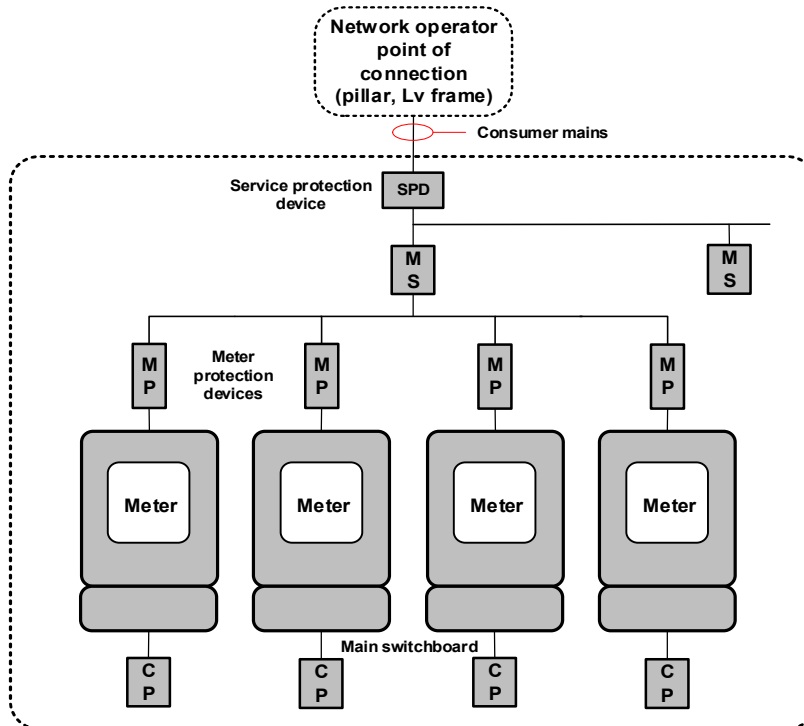 Network operator
point of
connection
(pillar, Lv frame)
Consumer mains
Service protection
device
SPD
M
S
M
S
Meter
protection
devices
M
P
M
P
M
P
M
P
Meter
Meter
Meter
Meter
Main switchboard
C
P
C
P
C
P
C
P